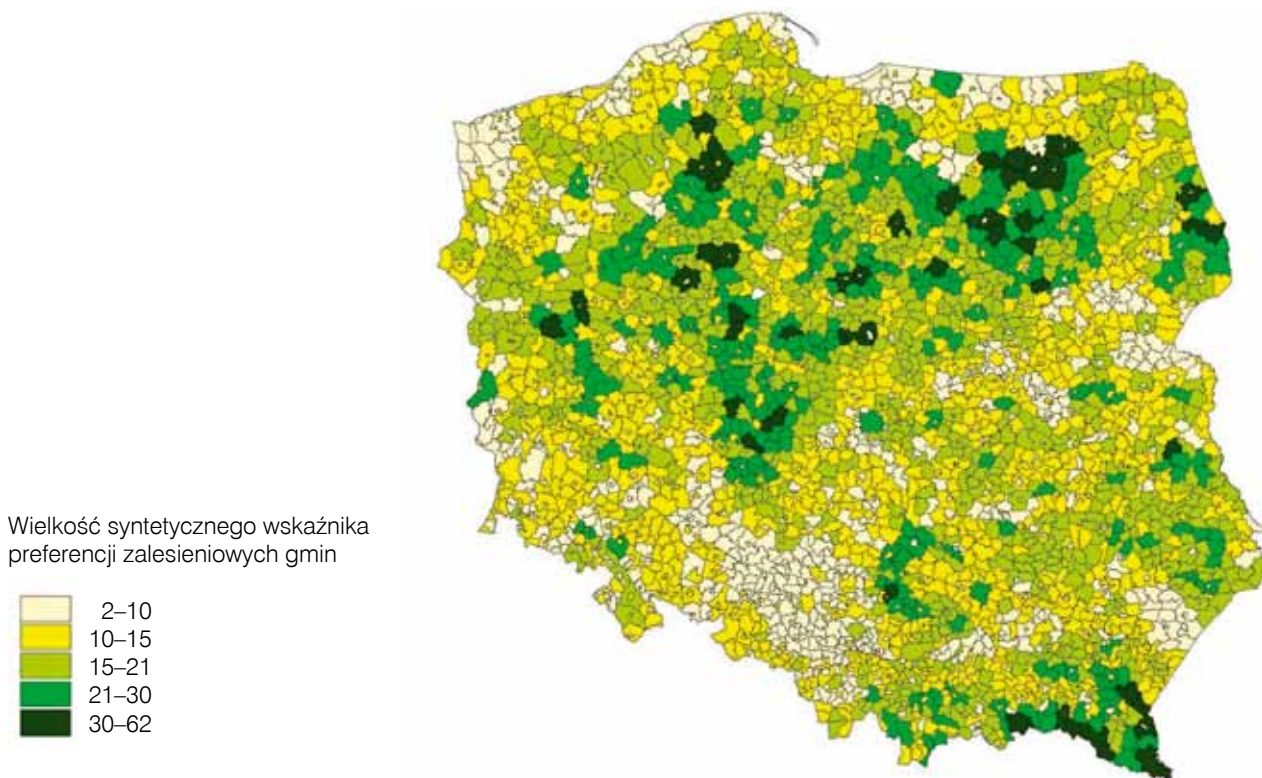 Wielkość syntetycznego wskaźnika
preferencji zalesieniowych gmin
2–10
10–15
15–21
21–30
30–62